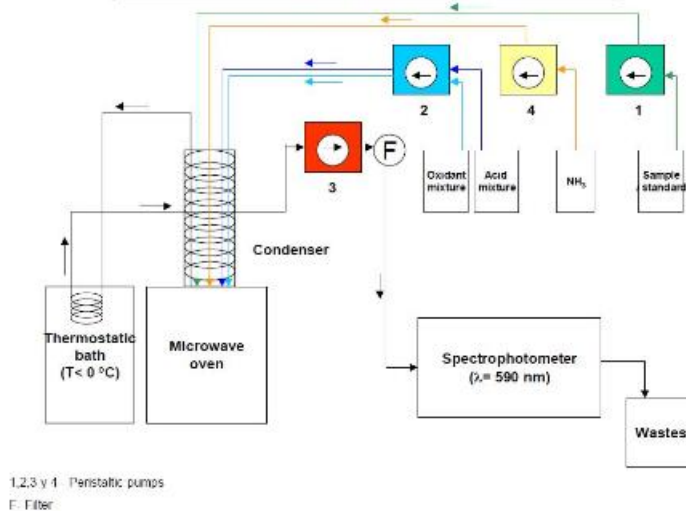 2
4
1
3
F
Oxidant
mixture
Acid
mixture
NH3
Sample
/standard
Condenser
Thermostatic
bath
(T< 0 ºC)
Microwave
oven
Spectrophotometer
(λ= 590 nm)
Wastes
1,2,3 y 4 Peristaltic pumps
F. Filter